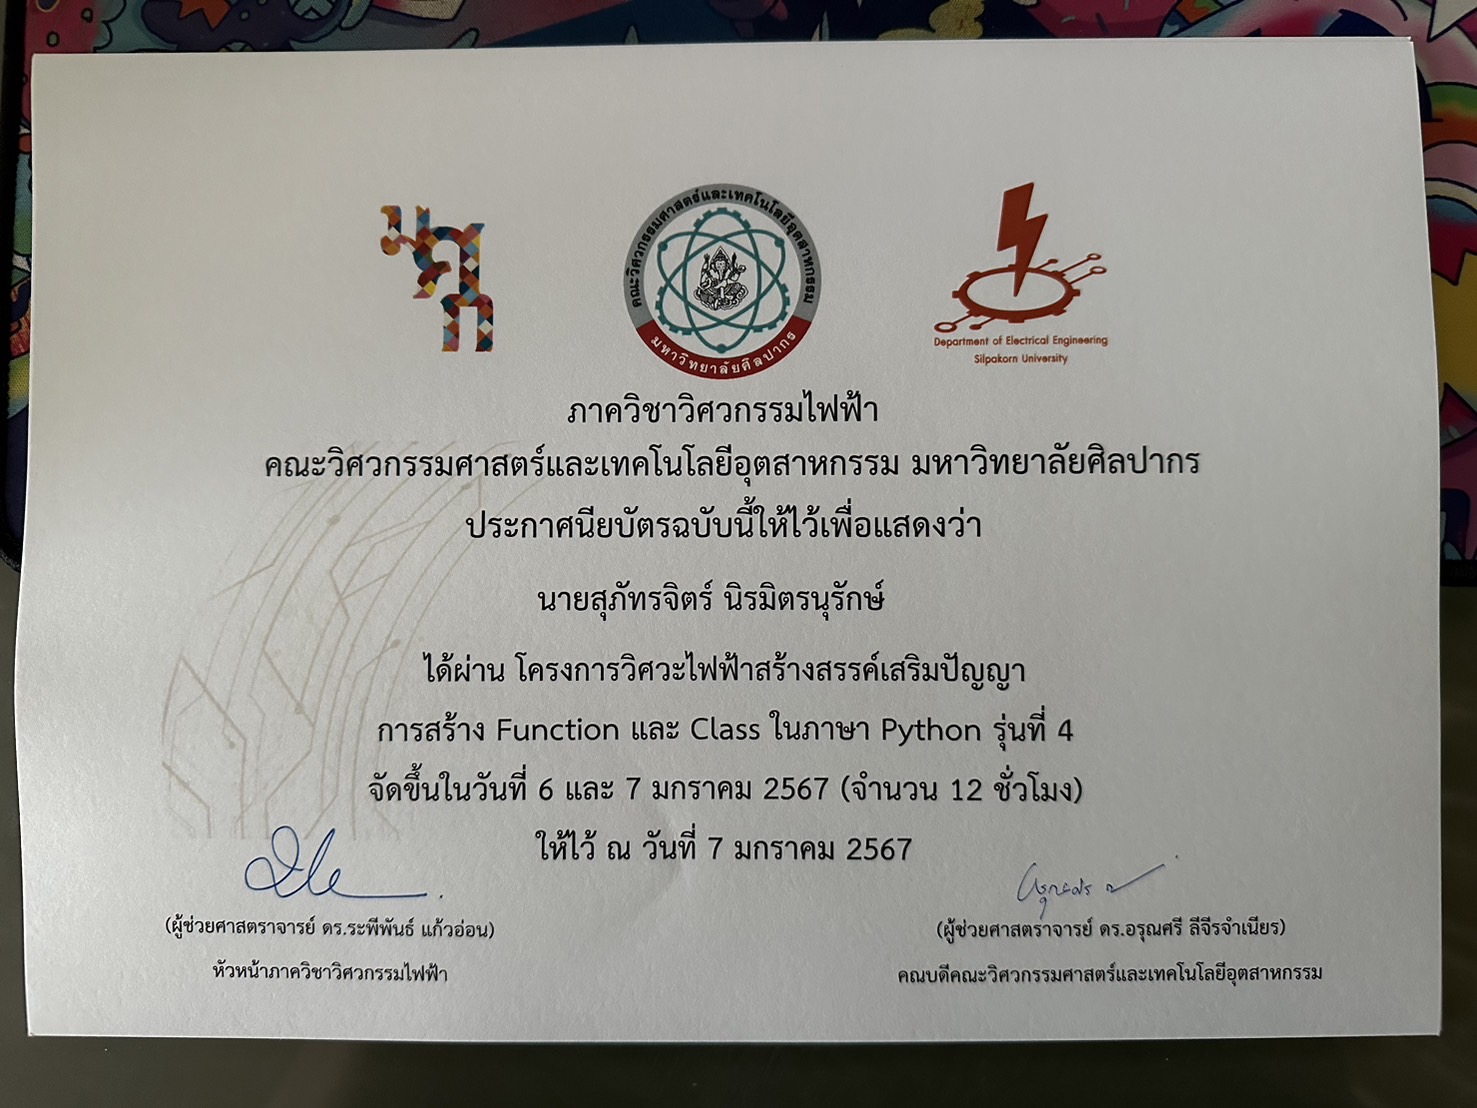 มศก
คณะวิศวกรรมศาสตร์และเทคโนโลยีอุตสาหกรรม
มหาวิทยาลัยศิลปากร
Department of Electrical Engineering
Silpakorn University
ภาควิชาวิศวกรรมไฟฟ้า
คณะวิศวกรรมศาสตร์และเทคโนโลยีอุตสาหกรรม มหาวิทยาลัยศิลปากร
ประกาศนียบัตรฉบับนี้ให้ไว้เพื่อแสดงว่า
นายสุภัทรจิตร์ นิรมิตรนุรักษ์
ได้ผ่าน โครงการวิศวะไฟฟ้าสร้างสรรค์เสริมปัญญา
การสร้าง Function และ Class ในภาษา Python รุ่นที่ 4
จัดขึ้นในวันที่ 6 และ 7 มกราคม 2567 (จำนวน 12 ชั่วโมง)
ให้ไว้ ณ วันที่ 7 มกราคม 2567
(ผู้ช่วยศาสตราจารย์ ดร.ระพีพันธ์ แก้วอ่อน)
หัวหน้าภาควิชาวิศวกรรมไฟฟ้า
(ผู้ช่วยศาสตราจารย์ ดร.อรุณศรี ลีจีรจำเนียร)
คณบดีคณะวิศวกรรมศาสตร์และเทคโนโลยีอุตสาหกรรม